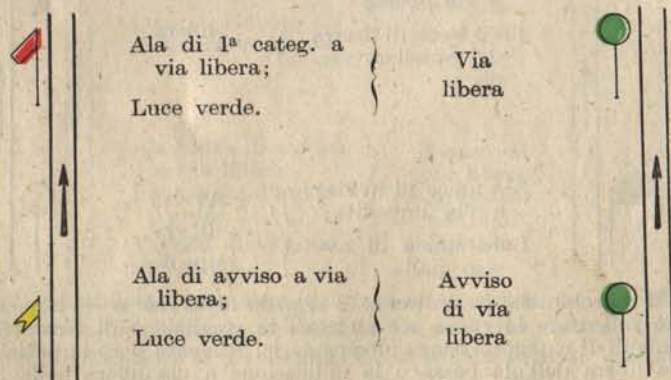 Ala di 1ª categ. a
via libera;
Luce verde.
Via
libera
Ala di avviso a via
libera;
Luce verde.
Avviso
di via
libera